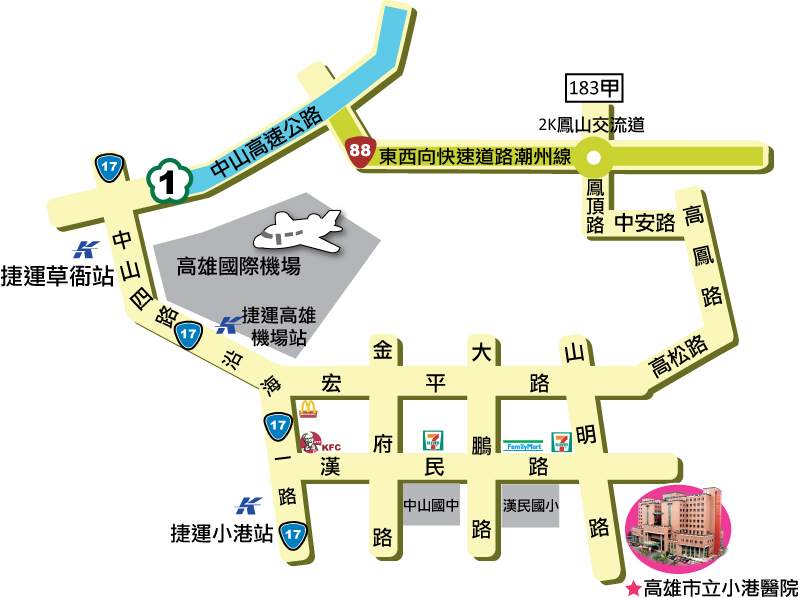 183甲
2K鳳山交流道
中山高速公路
88
東西向快速道路潮州線
17
1
鳳頂路
中安路
高鳳路
中山四路
捷運草衙站
高雄國際機場
17
捷運高雄
機場站
沿海一路
金府路
大鵬路
山明路
高松路
宏平路
17
KFC
7
ELEVEN
FamilyMart
7
ELEVEN
漢民路
中山國中
漢民國小
捷運小港站
17
★高雄市立小港醫院